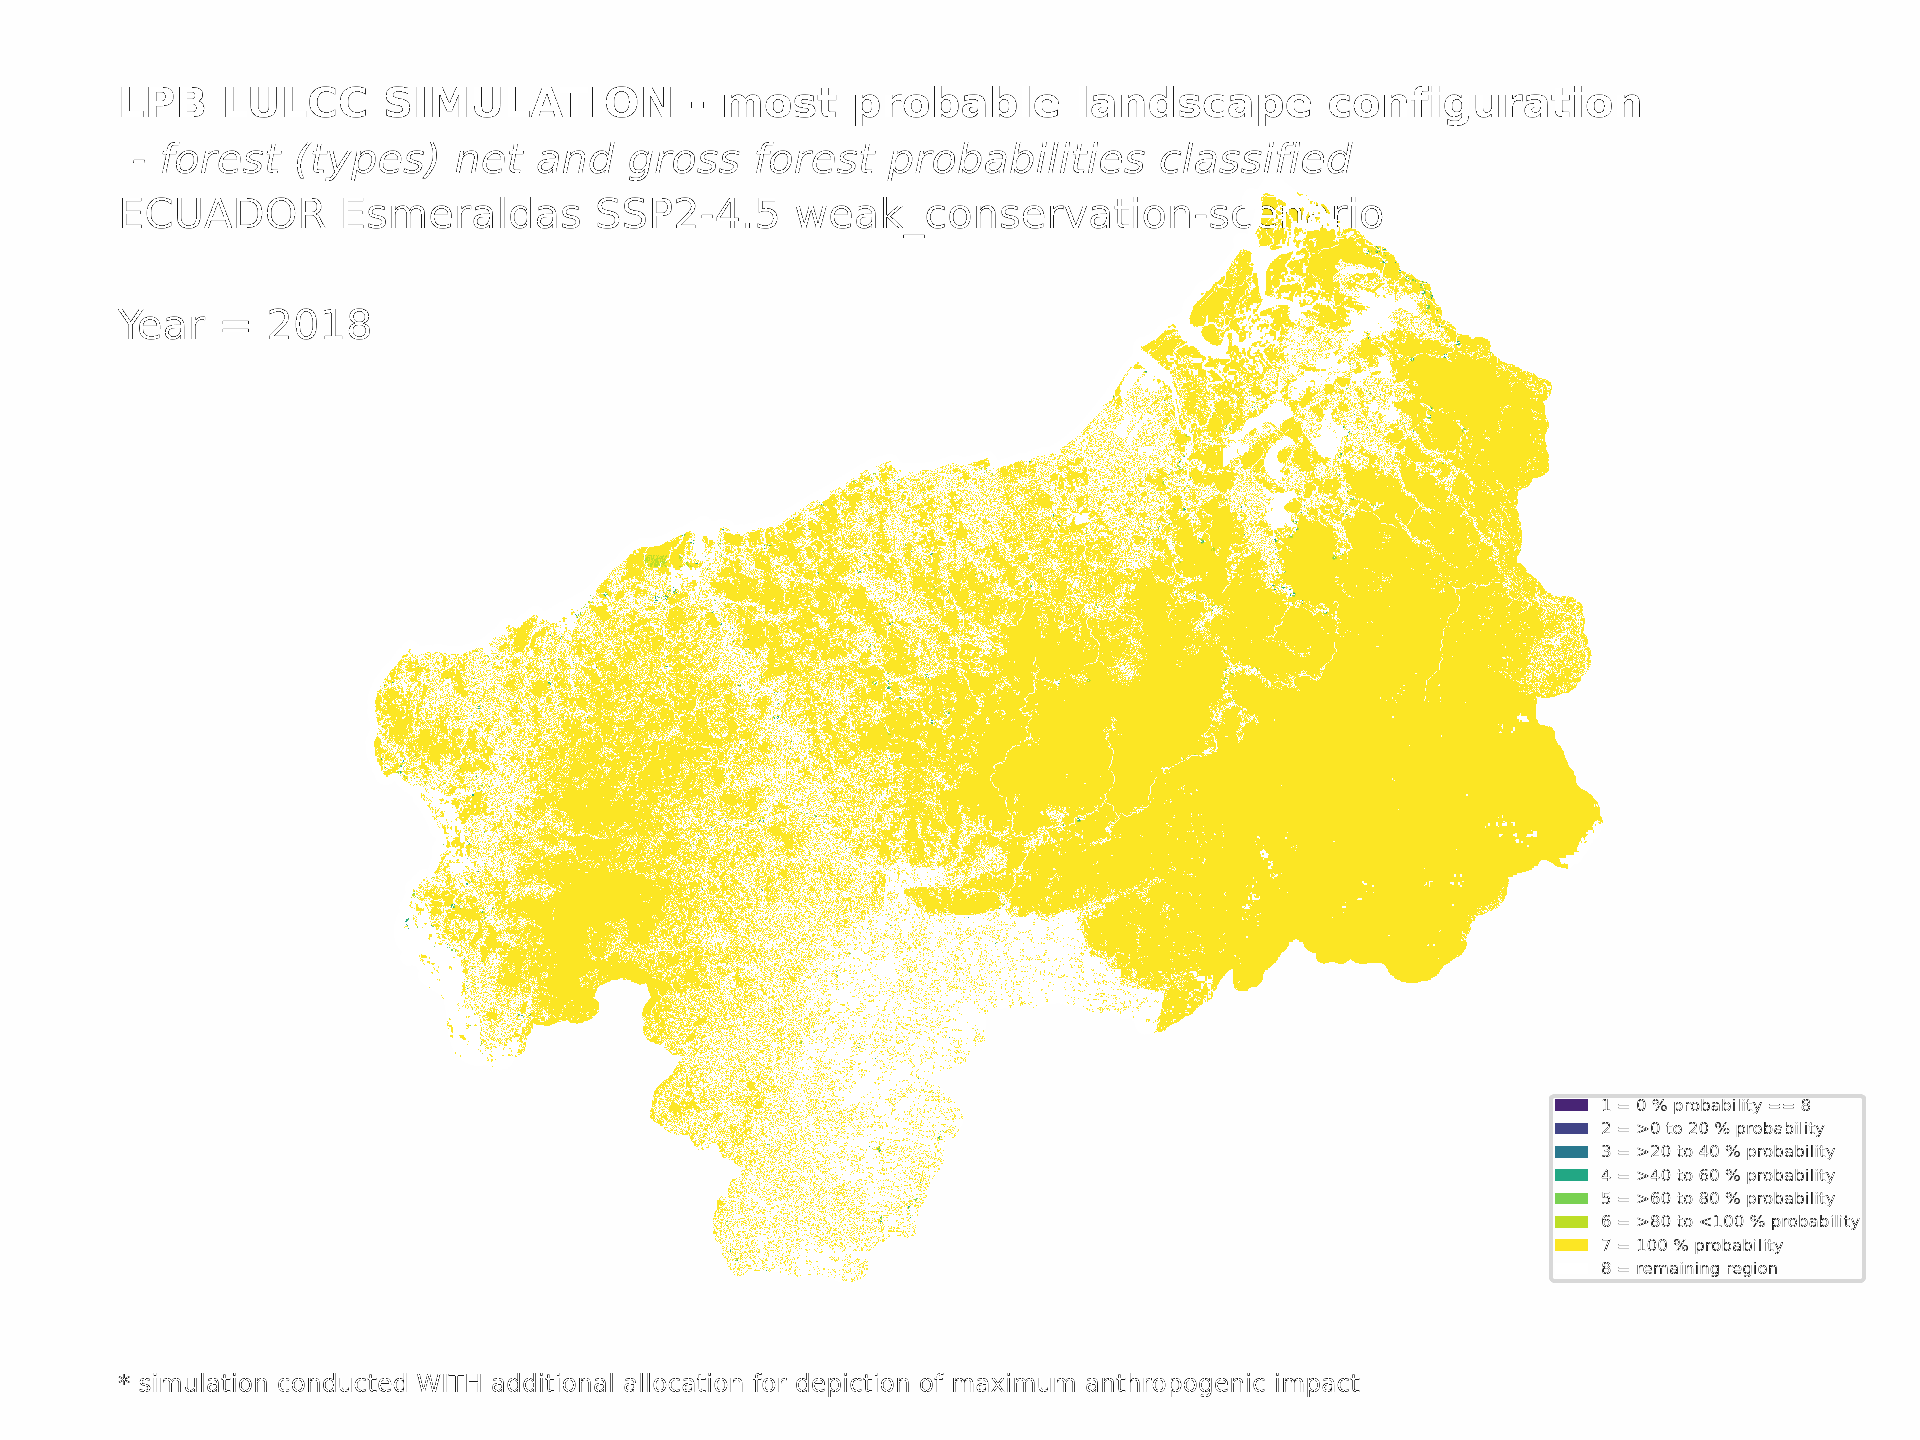 LPB LULCC SIMULATION - most probable landscape configuration
- forest (types) net and gross forest probabilities classified
ECUADOR Esmeraldas SSP2-4.5 weak_conservation-scenario
Year = 2018
1 = 0 % probability == 8
2 = >0 to 20 % probability
3 = >20 to 40 % probability
4 = >40 to 60 % probability
5 = >60 to 80 % probability
6 = >80 to <100 % probability
7 = 100 % probability
8 = remaining region
* simulation conducted WITH additional allocation for depiction of maximum anthropogenic impact